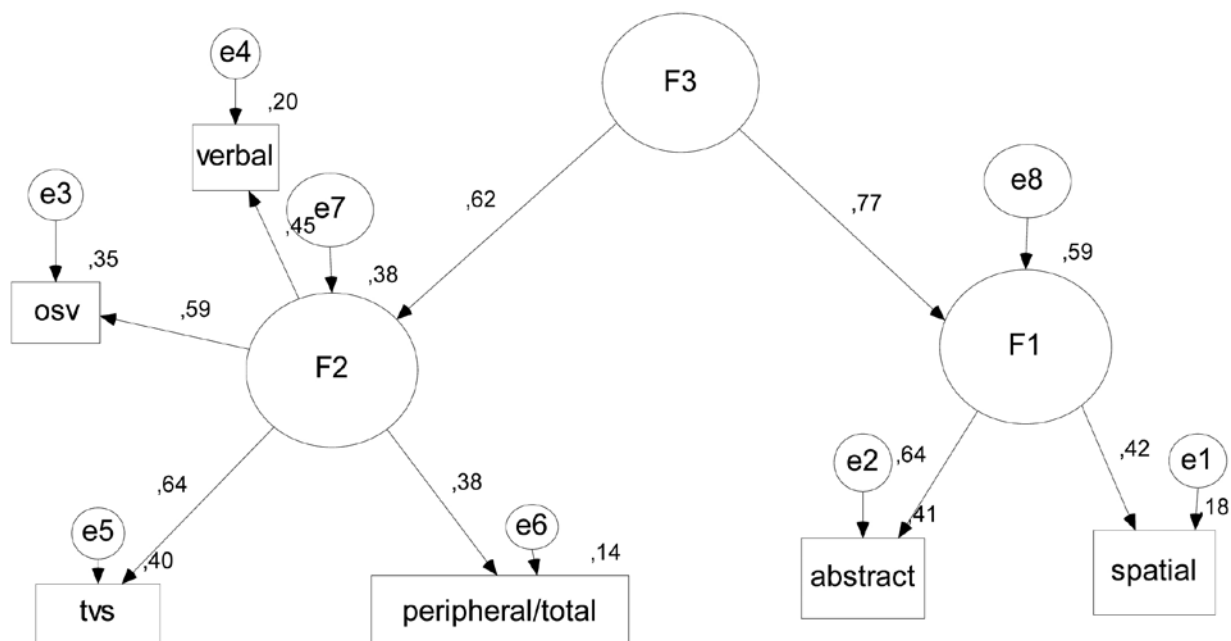 e4
F3
,20
verbal
e3
e7
e8
,62
,77
,45
,35
,38
,59
osv
,59
F2
F1
e2
,64
,42
e1
,64
,38
e5
,40
e6
,14
,41
,18
abstract
spatial
tvs
peripheral/total